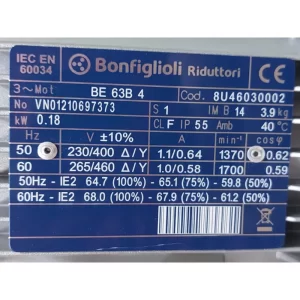 IEC EN 60034
Bonfiglioli Riduttori
CE
3~Mot BE 63B 4 Cod. 8U46030002
No VN01210697373 S 1 IM B 14 3.9 kg
kW 0.18 CL F IP 55 Amb 40 °C
Hz V ±10% A min⁻¹ cosφ
50 230/400 Δ/Y 1.1/0.64 1370 0.62
60 265/460 Δ/Y 1.0/0.58 1700 0.59
50Hz - IE2 64.7 (100%) - 65.1 (75%) - 59.8 (50%)
60Hz - IE2 68.0 (100%) - 67.9 (75%) - 61.2 (50%)